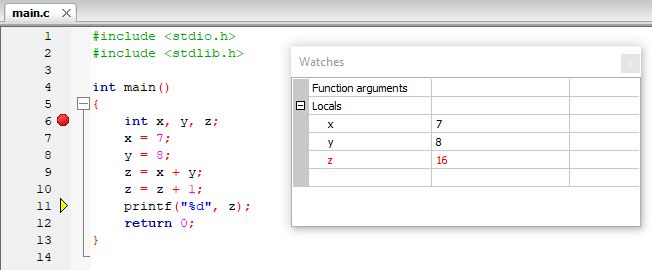 main.c
1 #include <stdio.h>
2 #include <stdlib.h>
3
4 int main()
5 {
6 int x, y, z;
7 x = 7;
8 y = 8;
9 z = x + y;
10 z = z + 1;
11 printf("%d", z);
12 return 0;
13 }
14
Watches
Function arguments
Locals
x 7
y 8
z 16